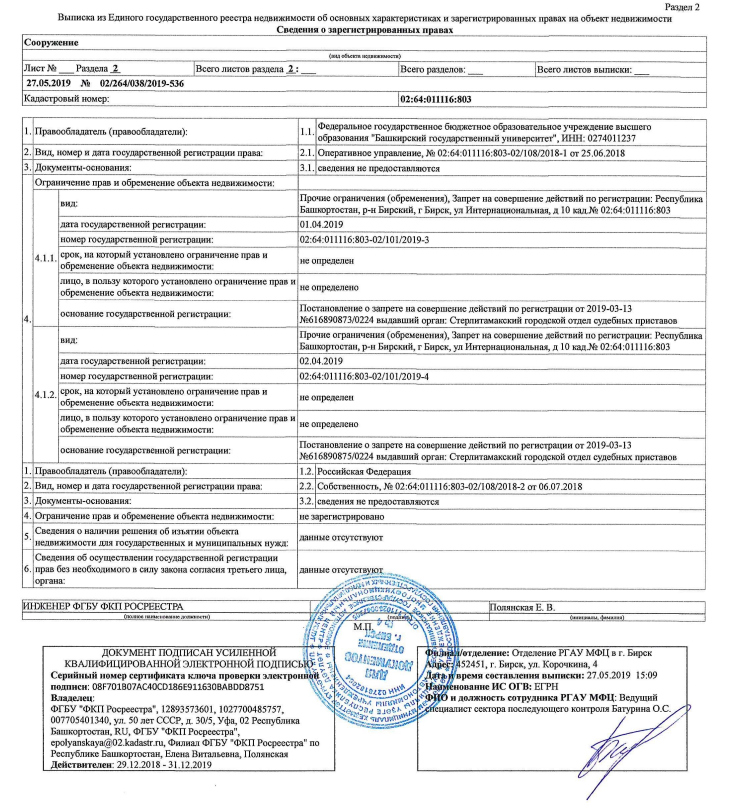 Раздел 2
Выписка из Единого государственного реестра недвижимости об основных характеристиках и зарегистрированных правах на объект недвижимости
Сведения о зарегистрированных правах
Сооружение
(вид объекта недвижимости)
Лист № ___ Раздела 2 Всего листов раздела 2 : ___ Всего разделов: ___ Всего листов выписки: ___
27.05.2019 № 02/264/038/2019-536
Кадастровый номер: 02:64:011116:803
1. Правообладатель (правообладатели): 1.1. Федеральное государственное бюджетное образовательное учреждение высшего
образования "Башкирский государственный университет", ИНН: 0274011237
2. Вид, номер и дата государственной регистрации права: 2.1. Оперативное управление, № 02:64:011116:803-02/108/2018-1 от 25.06.2018
3. Документы-основания: 3.1. сведения не предоставляются
Ограничение прав и обременение объекта недвижимости:
4.
4.1.1.
вид: Прочие ограничения (обременения), Запрет на совершение действий по регистрации: Республика
Башкортостан, р-н Бирский, г Бирск, ул Интернациональная, д 10 кад.№ 02:64:011116:803
дата государственной регистрации: 01.04.2019
номер государственной регистрации: 02:64:011116:803-02/101/2019-3
срок, на который установлено ограничение прав и
обременение объекта недвижимости: не определен
лицо, в пользу которого установлено ограничение прав и
обременение объекта недвижимости: не определено
основание государственной регистрации: Постановление о запрете на совершение действий по регистрации от 2019-03-13
№616890873/0224 выдавший орган: Стерлитамакский городской отдел судебных приставов
4.1.2.
вид: Прочие ограничения (обременения), Запрет на совершение действий по регистрации: Республика
Башкортостан, р-н Бирский, г Бирск, ул Интернациональная, д 10 кад.№ 02:64:011116:803
дата государственной регистрации: 02.04.2019
номер государственной регистрации: 02:64:011116:803-02/101/2019-4
срок, на который установлено ограничение прав и
обременение объекта недвижимости: не определен
лицо, в пользу которого установлено ограничение прав и
обременение объекта недвижимости: не определено
основание государственной регистрации: Постановление о запрете на совершение действий по регистрации от 2019-03-13
№616890875/0224 выдавший орган: Стерлитамакский городской отдел судебных приставов
1. Правообладатель (правообладатели): 1.2. Российская Федерация
2. Вид, номер и дата государственной регистрации права: 2.2. Собственность, № 02:64:011116:803-02/108/2018-2 от 06.07.2018
3. Документы-основания: 3.2. сведения не предоставляются
4. Ограничение прав и обременение объекта недвижимости: не зарегистрировано
5. Сведения о наличии решения об изъятии объекта
недвижимости для государственных и муниципальных нужд: данные отсутствуют
6. Сведения об осуществлении государственной регистрации
прав без необходимого в силу закона согласия третьего лица,
органа: данные отсутствуют
ИНЖЕНЕР ФГБУ ФКП РОСРЕЕСТРА Полянская Е. В.
(полное наименование должности) (подпись) (инициалы, фамилия)
М.П.
ДОКУМЕНТ ПОДПИСАН УСИЛЕННОЙ
КВАЛИФИЦИРОВАННОЙ ЭЛЕКТРОННОЙ ПОДПИСЬЮ
Серийный номер сертификата ключа проверки электронной
подписи: 08F701B07AC40CD186E911630BABDD8751
Владелец:
ФГБУ "ФКП Росреестра", 12893573601, 1027700485757,
007705401340, ул. 50 лет СССР, д. 30/5, Уфа, 02 Республика
Башкортостан, RU, ФГБУ "ФКП Росреестра",
epolyanskaya@02.kadastr.ru, Филиал ФГБУ "ФКП Росреестра" по
Республике Башкортостан, Елена Витальевна, Полянская
Действителен: 29.12.2018 - 31.12.2019
Филиал/отделение: Отделение РГАУ МФЦ в г. Бирск
Адрес: 452451, г. Бирск, ул. Корочкина, 4
Дата и время составления выписки: 27.05.2019 15:09
Наименование ИС ОГВ: ЕГРН
ФИО и должность сотрудника РГАУ МФЦ: Ведущий
специалист сектора последующего контроля Батурина О.С.
ДЛЯ
ДОКУМЕНТОВ
ОТДЕЛЕНИЕ
г. БИРСК